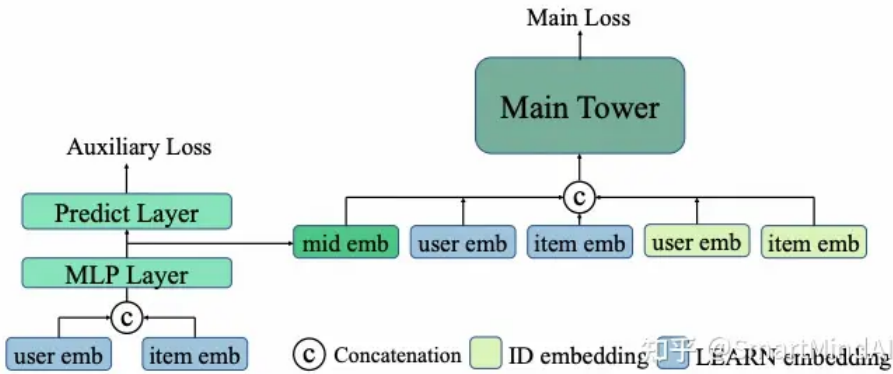 Main Loss
Main Tower
Auxiliary Loss
Predict Layer
c
mid emb
user emb
item emb
user emb
item emb
MLP Layer
c
user emb
item emb
c Concatenation
ID embedding
LEARN embedding
知乎 @SmartMindAI